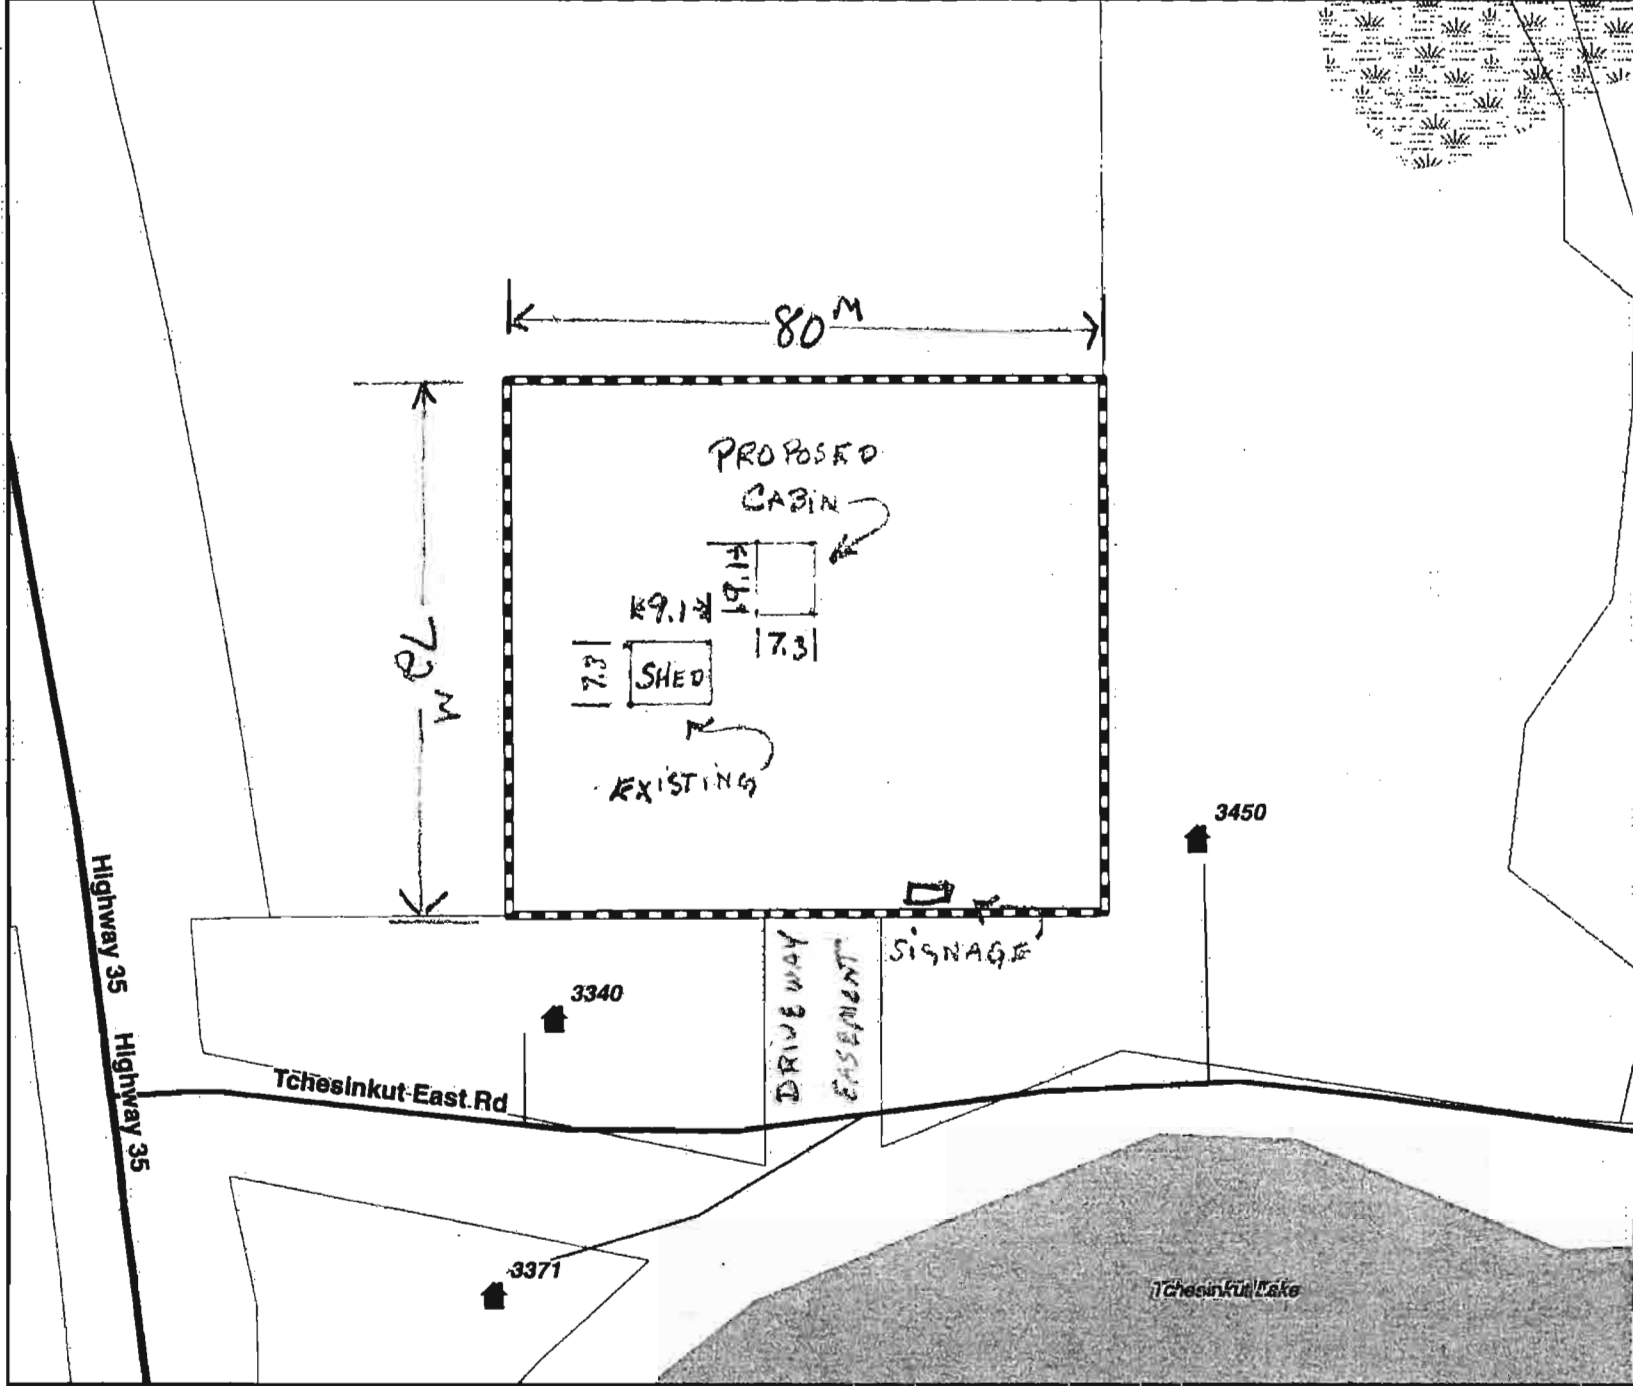 80 M
PROPOSED
CABIN
9.1
9.1
7.3
7.3
SHED
78
M
EXISTING
3450
Highway 35
SIGNAGE
DRIVEWAY
EASEMENT
3340
Highway 35
Tchesinkut East Rd
3371
Tchesinkut Lake